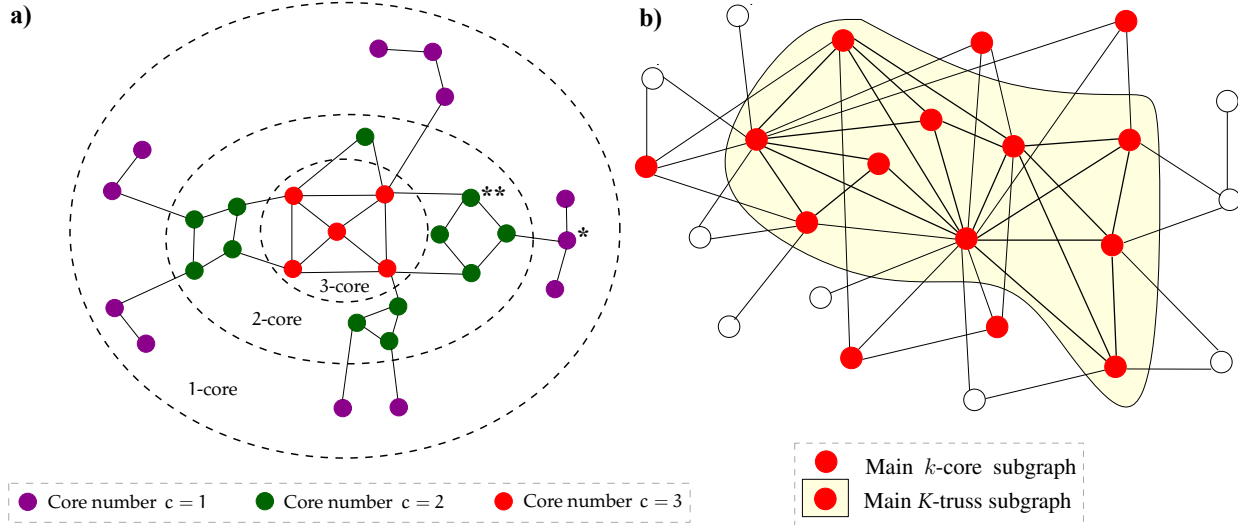 a)
b)
**
*
3-core
2-core
1-core
Core number c = 1
Core number c = 2
Core number c = 3
Main k-core subgraph
Main K-truss subgraph